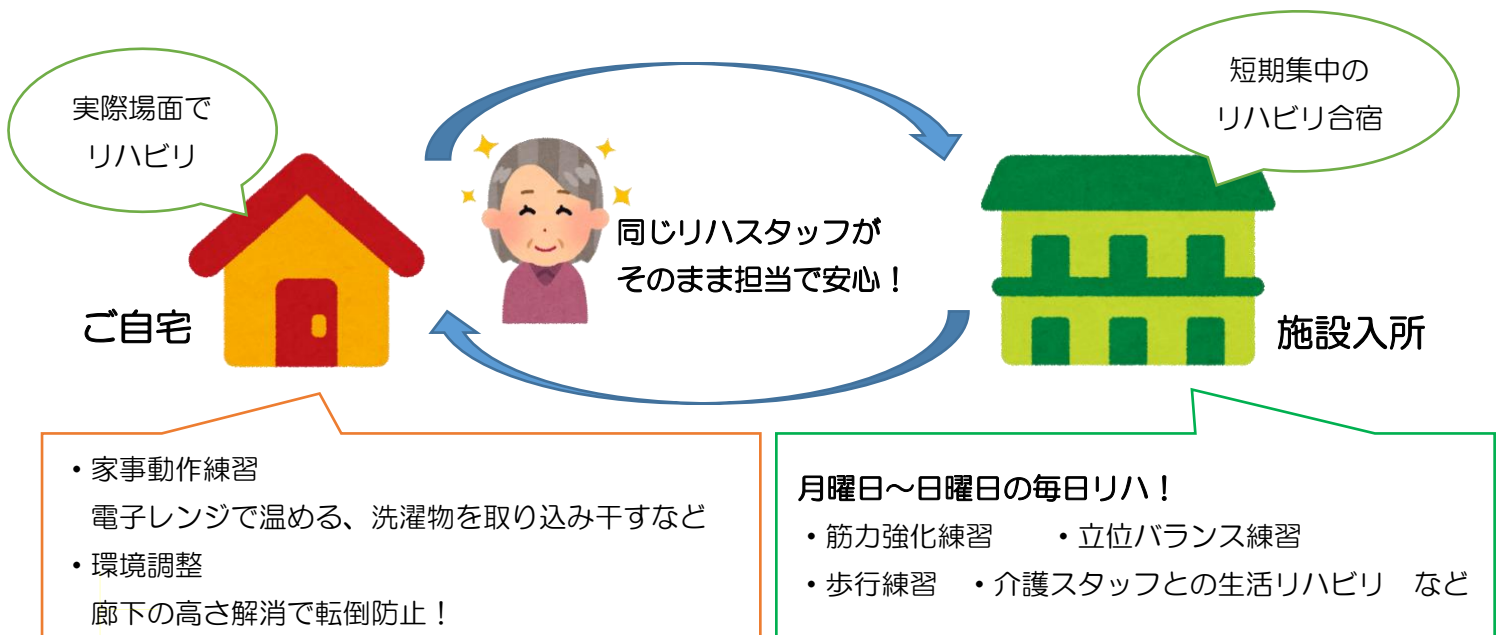 実際場面で
リハビリ
短期集中の
リハビリ合宿
同じリハスタッフが
そのまま担当で安心！
ご自宅
施設入所
・家事動作練習
電子レンジで温める、洗濯物を取り込み干すなど
・環境調整
廊下の高さ解消で転倒防止！
月曜日～日曜日の毎日リハ！
・筋力強化練習　　・立位バランス練習
・歩行練習　・介護スタッフとの生活リハビリ　など